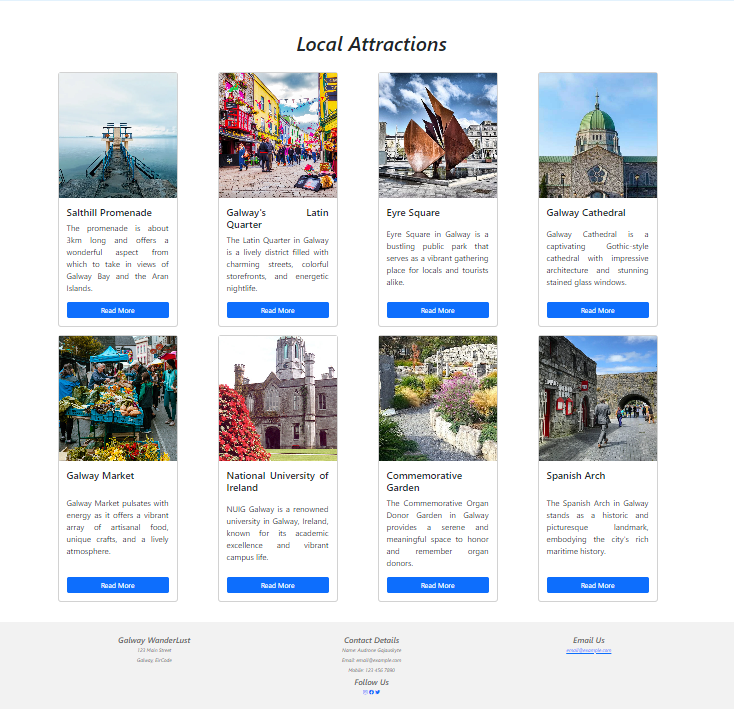 Local Attractions
Salthill Promenade
The promenade is about
3km long and offers a
wonderful aspect from
which to take in views of
Galway Bay and the Aran
Islands.
Read More
Galway's Latin
Quarter
The Latin Quarter in Galway
is a lively district filled with
charming streets, colorful
storefronts, and energetic
nightlife.
Read More
Eyre Square
Eyre Square in Galway is a
bustling public park that
serves as a vibrant gathering
place for locals and tourists
alike.
Read More
Galway Cathedral
Galway Cathedral is a
captivating Gothic-style
cathedral with impressive
architecture and stunning
stained glass windows.
Read More
Galway Market
Galway Market pulsates with
energy as it offers a vibrant
array of artisanal food,
unique crafts, and a lively
atmosphere.
Read More
National University of
Ireland
NUIG Galway is a renowned
university in Galway, Ireland,
known for its academic
excellence and vibrant
campus life.
Read More
Commemorative
Garden
The Commemorative Organ
Donor Garden in Galway
provides a serene and
meaningful space to honor
and remember organ
donors.
Read More
Spanish Arch
The Spanish Arch in Galway
stands as a historic and
picturesque landmark,
embodying the city's rich
maritime history.
Read More
Galway WanderLust
123 Main Street
Galway, EirCode
Contact Details
Name: Audrone Gujauskyte
Email: email@example.com
Mobile: 123 456 7890
Follow Us
Email Us
email@example.com